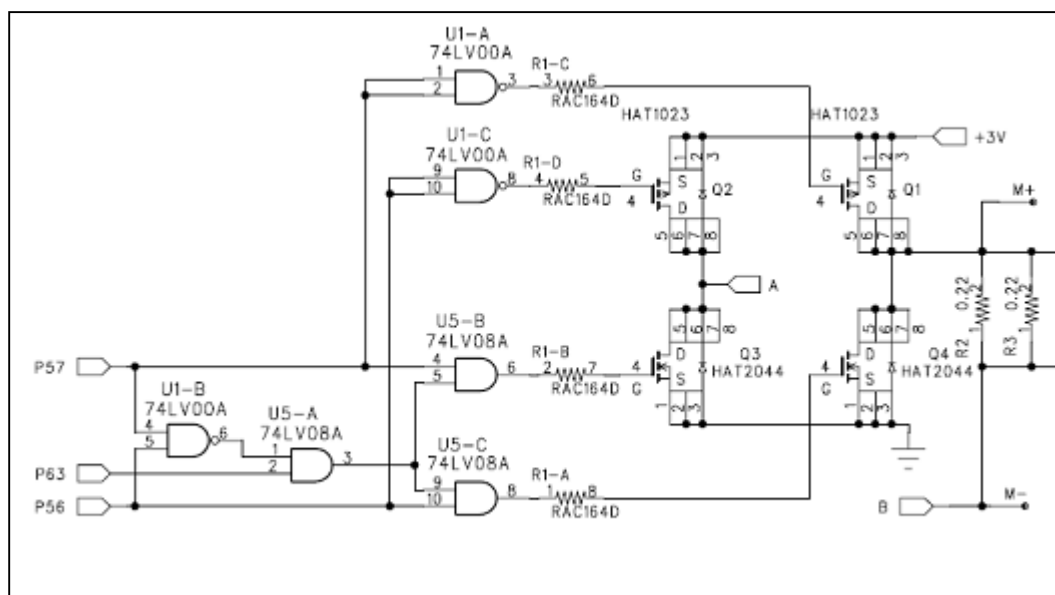 U1-A
74LV00A
1
2
3
R1-C
3
6
RAC164D
HAT1023
HAT1023
+3V
U1-C
74LV00A
9
10
8
R1-D
4
5
RAC164D
G
4
S
D
1
2
3
Q2
5
6
7
8
G
4
S
D
1
2
3
Q1
5
6
7
8
M+
A
0.22
1
2
R2
0.22
1
2
R3
U5-B
74LV08A
4
5
6
R1-B
2
7
RAC164D
4
G
D
S
5
6
7
8
Q3
HAT2044
1
2
3
4
G
D
S
5
6
7
8
Q4
HAT2044
1
2
3
P57
U1-B
74LV00A
4
5
6
U5-A
74LV08A
1
2
3
P63
P56
U5-C
74LV08A
9
10
8
R1-A
1
8
RAC164D
B
M-